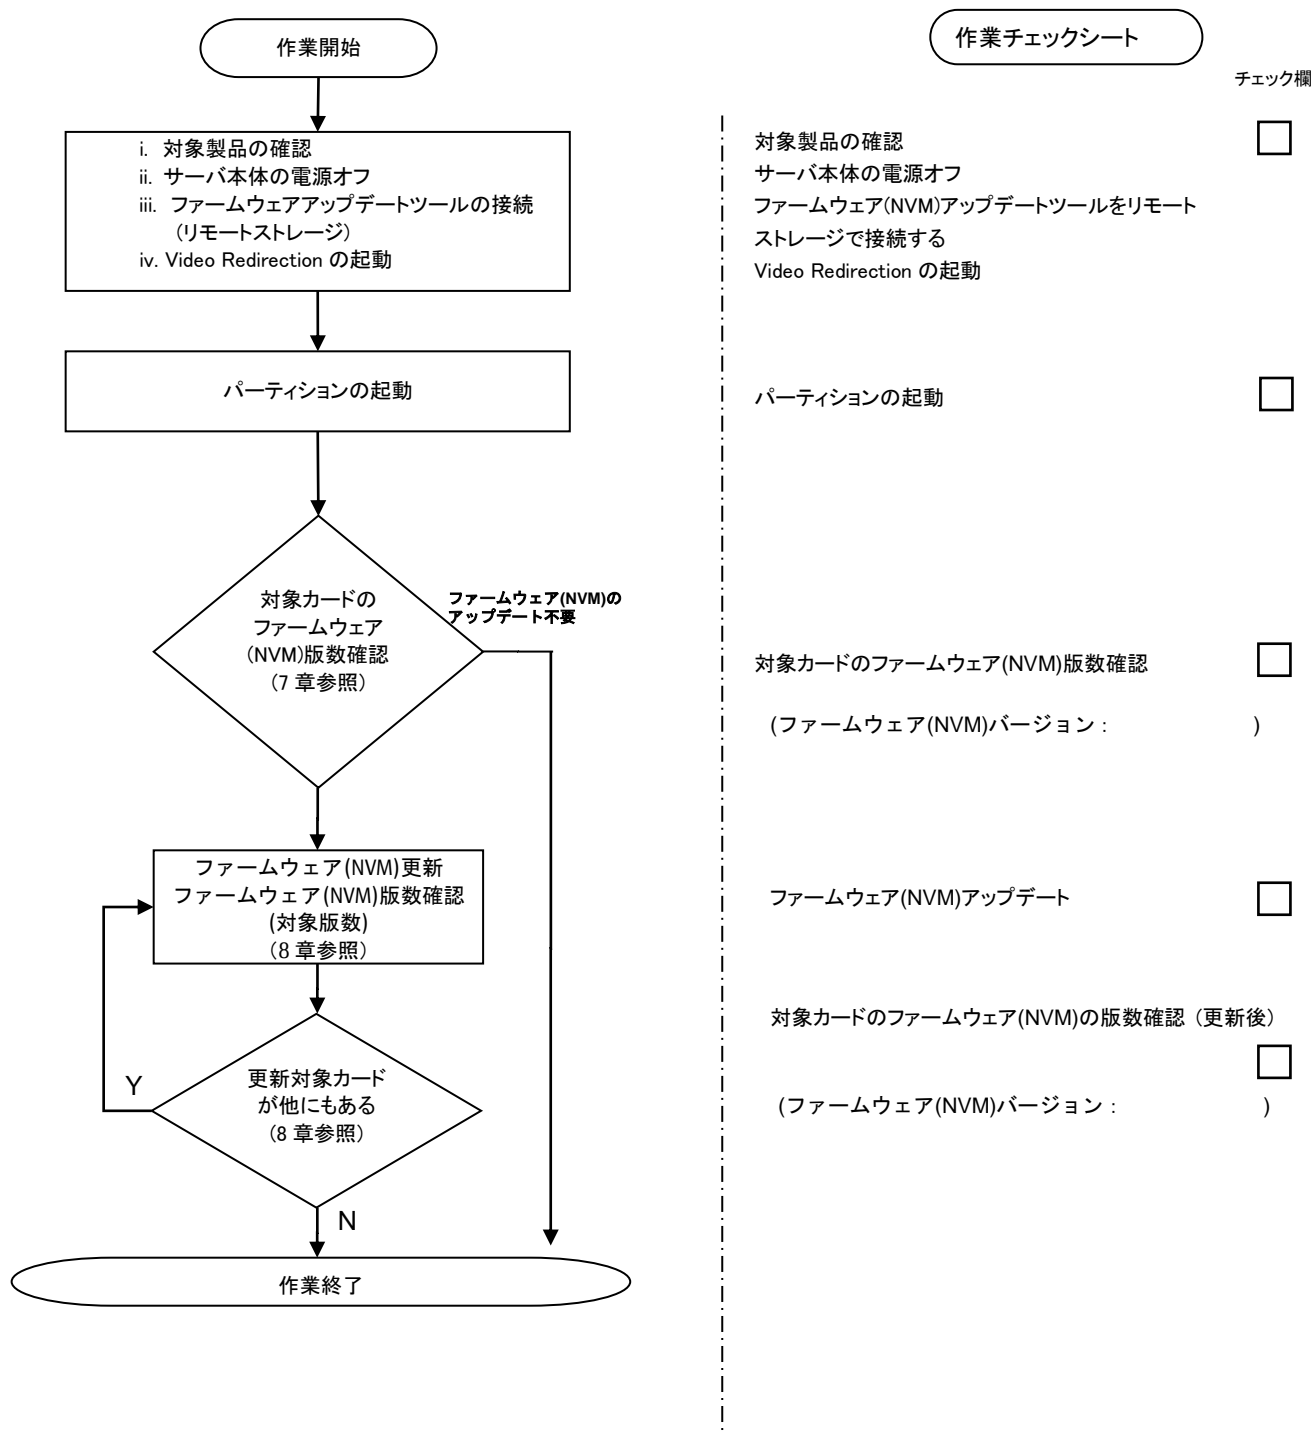 作業開始
i. 対象製品の確認
ii. サーバ本体の電源オフ
iii. ファームウェアアップデートツールの接続
(リモートストレージ)
iv. Video Redirection の起動
パーティションの起動
対象カードの
ファームウェア
(NVM)版数確認
(7 章参照)
ファームウェア(NVM)の
アップデート不要
ファームウェア(NVM)更新
ファームウェア(NVM)版数確認
(対象版数)
(8 章参照)
更新対象カード
が他にもある
(8 章参照)
Y
N
作業終了
作業チェックシート
チェック欄
対象製品の確認
サーバ本体の電源オフ
ファームウェア(NVM)アップデートツールをリモート
ストレージで接続する
Video Redirection の起動
パーティションの起動
対象カードのファームウェア(NVM)版数確認
(ファームウェア(NVM)バージョン : )
ファームウェア(NVM)アップデート
対象カードのファームウェア(NVM)の版数確認 (更新後)
(ファームウェア(NVM)バージョン : )